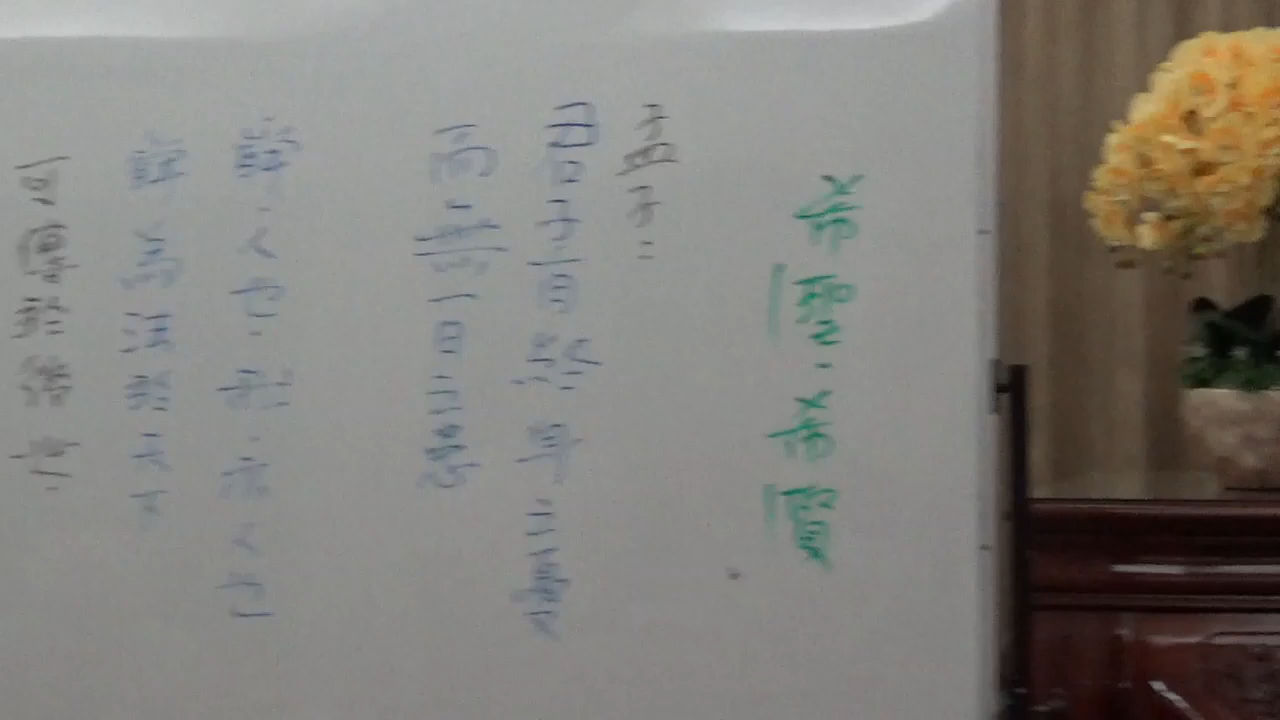 希聖、希賢
孟子：
曰君子有終身之憂
而無一日之患
舜、人也．我、亦人也
舜為法於天下
可傳於後世